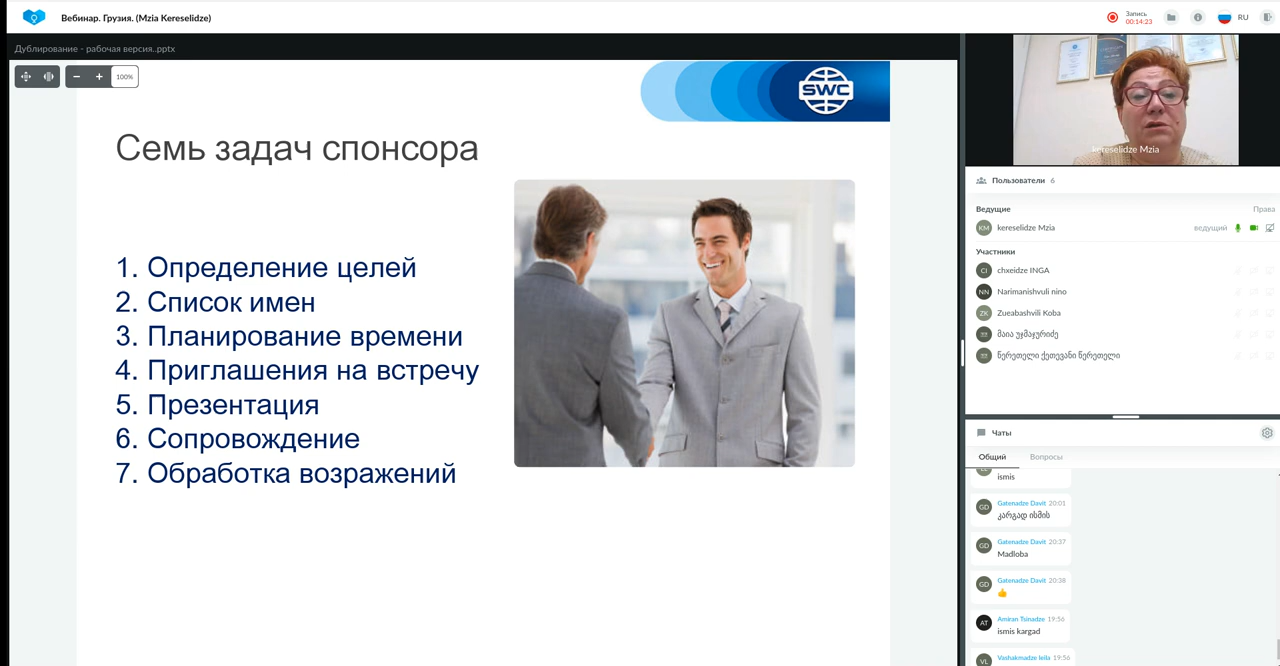 Вебинар. Грузия. (Mzia Kereselidze)
Запись
00:14:23
RU
Дублирование - рабочая версия..pptx
100%
SWC
Семь задач спонсора
1. Определение целей
2. Список имен
3. Планирование времени
4. Приглашения на встречу
5. Презентация
6. Сопровождение
7. Обработка возражений
kereselidze Mzia
Пользователи 6
Ведущие Права
KM kereselidze Mzia ведущий
Участники
CI chxeidze INGA
NN Narimanishvuli nino
ZK Zueabashvili Koba
მაია უჯმაჯურიძე
წერეთელი ქეთევანი წერეთელი
Чаты
Общий Вопросы
ismis
GD Gatenadze Davit 20:01
კარგად ისმის
GD Gatenadze Davit 20:37
Madloba
GD Gatenadze Davit 20:38
👍
AT Amiran Tsinadze 19:56
ismis kargad
VL Vashakmadze leila 19:56